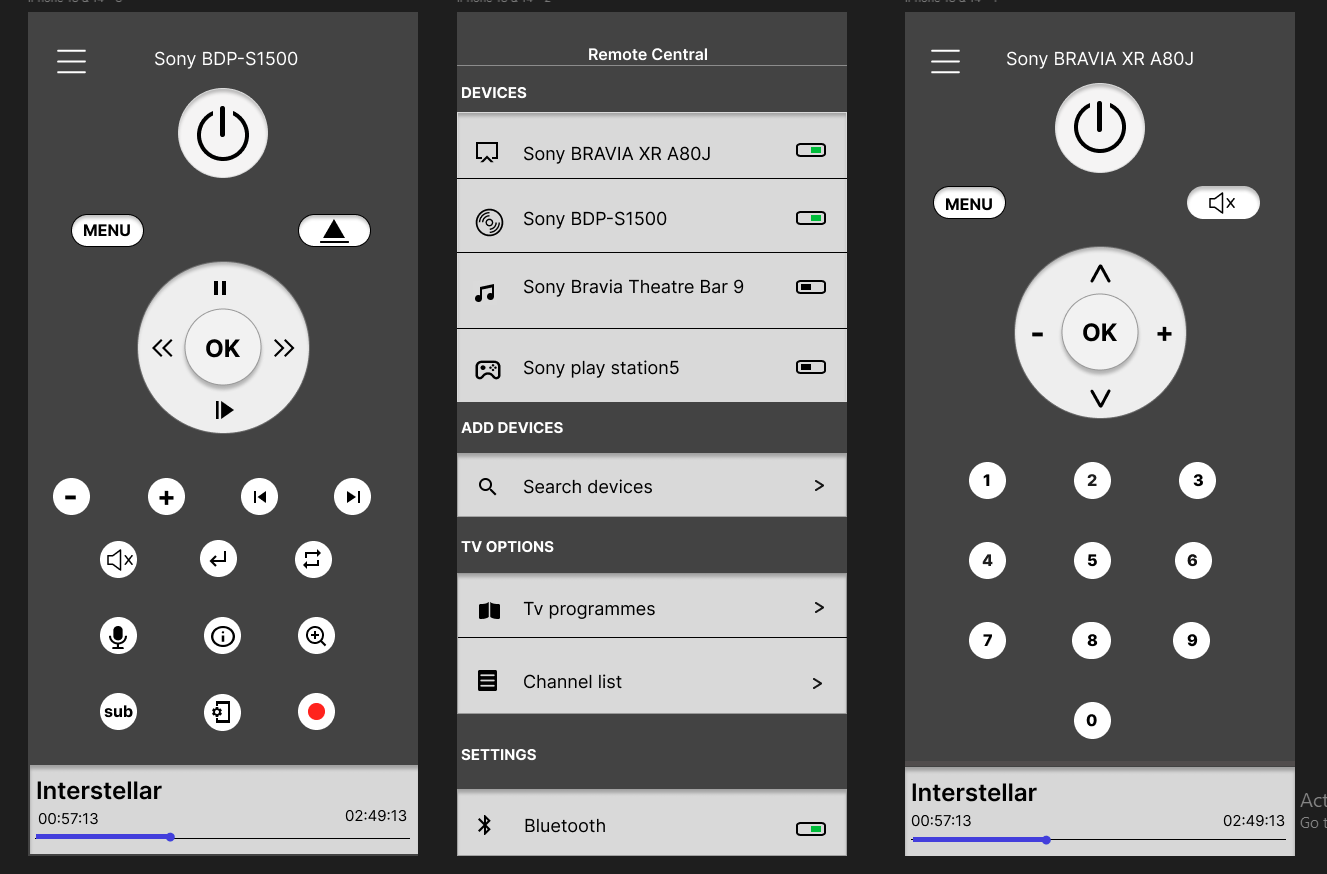 Sony BDP-S1500
MENU
OK
-
+
sub
Interstellar
00:57:13
02:49:13
Remote Central
DEVICES
Sony BRAVIA XR A80J
Sony BDP-S1500
Sony Bravia Theatre Bar 9
Sony play station5
ADD DEVICES
Search devices
TV OPTIONS
Tv programmes
Channel list
SETTINGS
Bluetooth
Sony BRAVIA XR A80J
MENU
- OK +
1 2 3
4 5 6
7 8 9
0
Interstellar
00:57:13
02:49:13
Go t